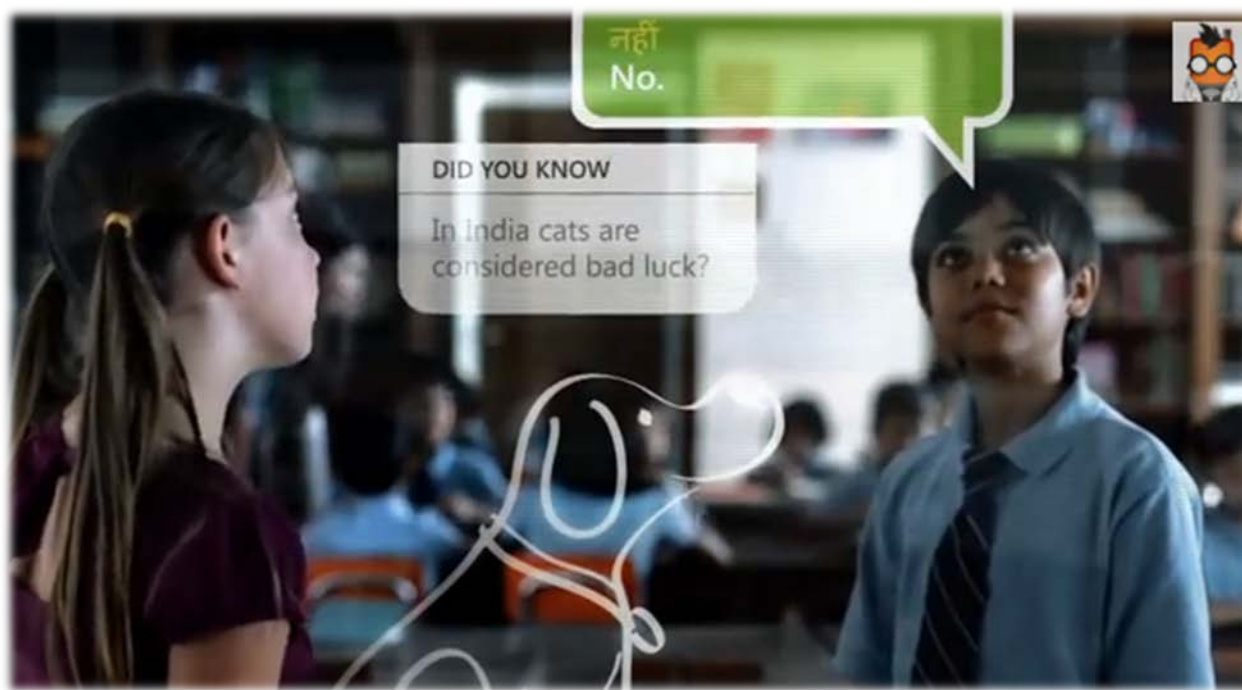 नहीं
No.
DID YOU KNOW
In India cats are
considered bad luck?